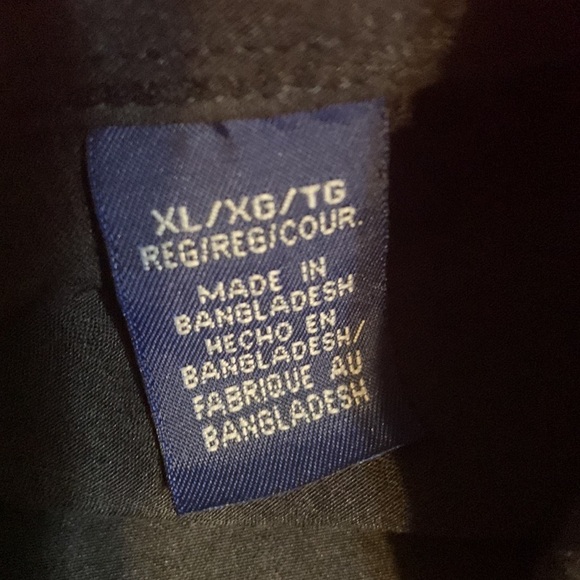 XL/XG/TG
REG/REG/COUR.
MADE IN
BANGLADESH
HECHO EN
BANGLADESH/
FABRIQUE AU
BANGLADESH